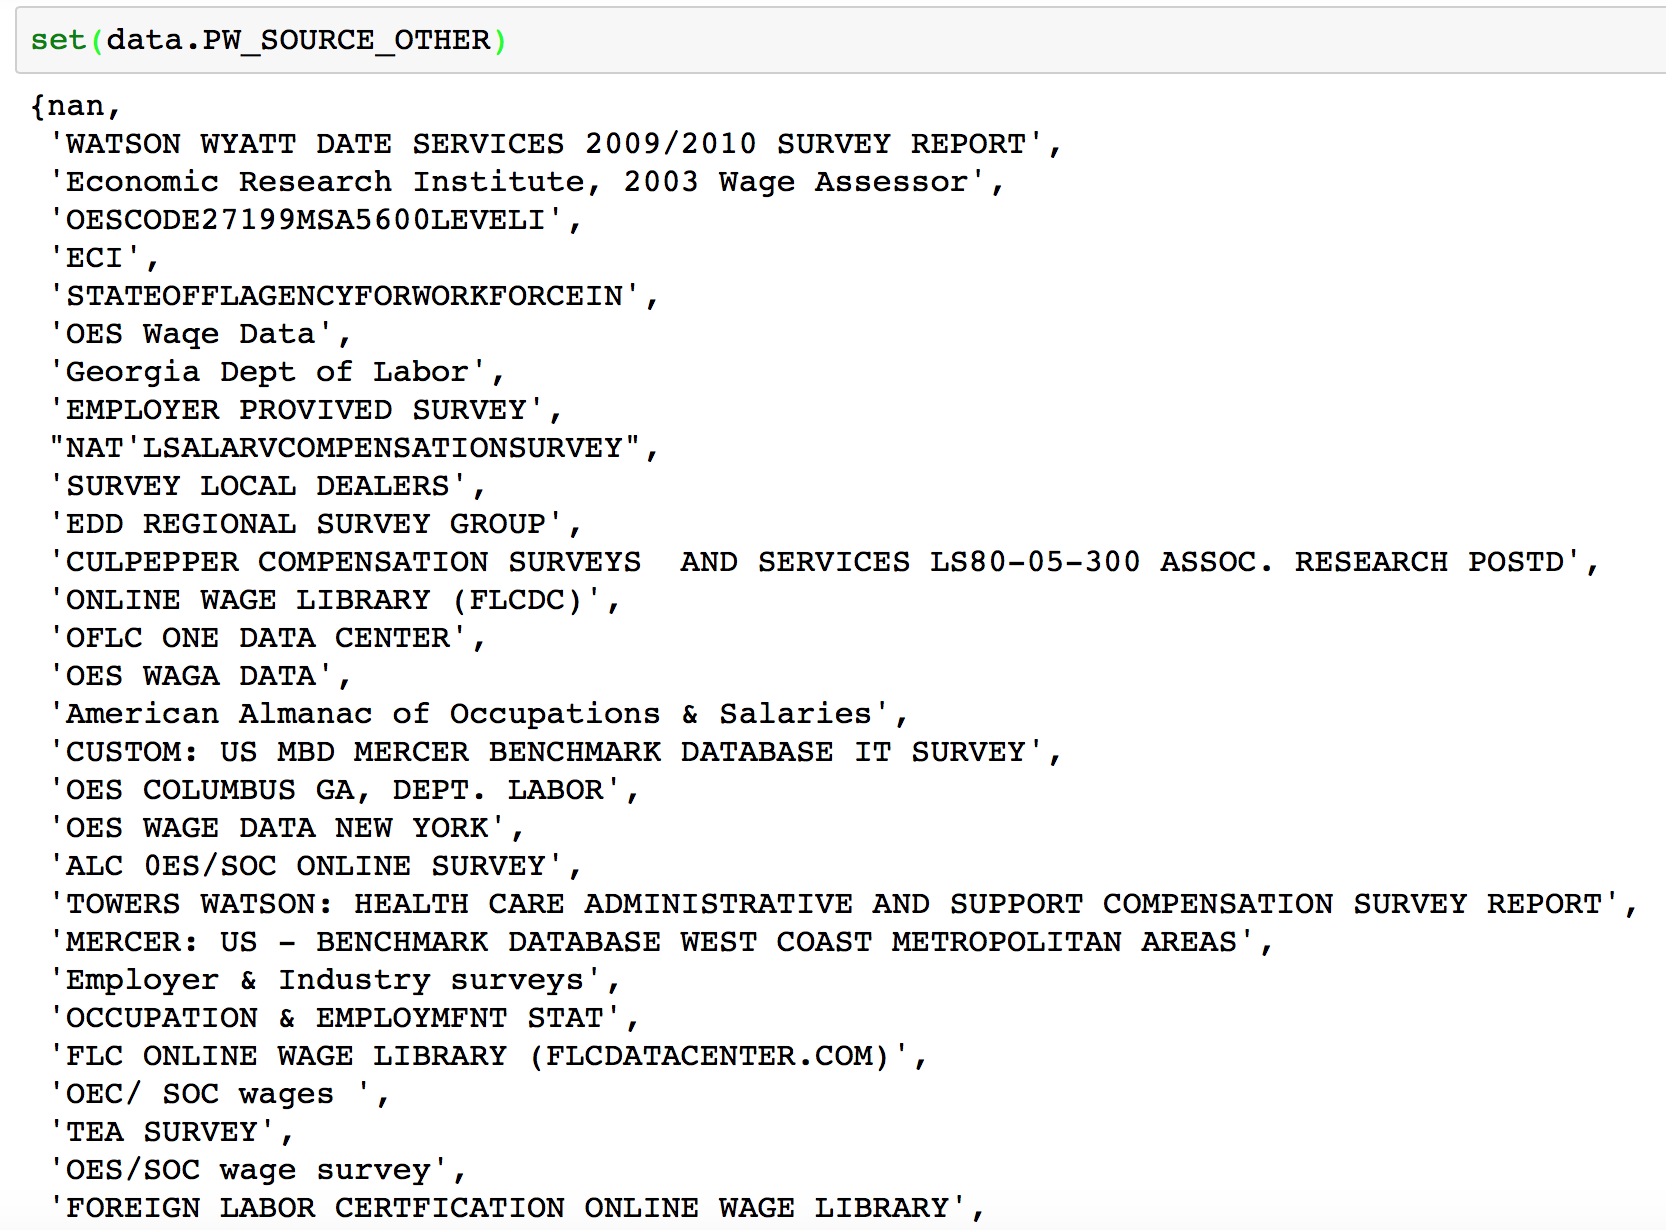 set(data.PW_SOURCE_OTHER)
{nan,
'WATSON WYATT DATE SERVICES 2009/2010 SURVEY REPORT',
'Economic Research Institute, 2003 Wage Assessor',
'OESCODE27199MSA5600LEVELI',
'ECI',
'STATEOFFLAGENCYFORWORKFORCEIN',
'OES Waqe Data',
'Georgia Dept of Labor',
'EMPLOYER PROVIVED SURVEY',
"NAT'LSALARVCOMPENSATIONSURVEY",
'SURVEY LOCAL DEALERS',
'EDD REGIONAL SURVEY GROUP',
'CULPEPPER COMPENSATION SURVEYS  AND SERVICES LS80-05-300 ASSOC. RESEARCH POSTD',
'ONLINE WAGE LIBRARY (FLCDC)',
'OFLC ONE DATA CENTER',
'OES WAGA DATA',
'American Almanac of Occupations & Salaries',
'CUSTOM: US MBD MERCER BENCHMARK DATABASE IT SURVEY',
'OES COLUMBUS GA, DEPT. LABOR',
'OES WAGE DATA NEW YORK',
'ALC 0ES/SOC ONLINE SURVEY',
'TOWERS WATSON: HEALTH CARE ADMINISTRATIVE AND SUPPORT COMPENSATION SURVEY REPORT',
'MERCER: US - BENCHMARK DATABASE WEST COAST METROPOLITAN AREAS',
'Employer & Industry surveys',
'OCCUPATION & EMPLOYMFNT STAT',
'FLC ONLINE WAGE LIBRARY (FLCDATACENTER.COM)',
'OEC/ SOC wages ',
'TEA SURVEY',
'OES/SOC wage survey',
'FOREIGN LABOR CERTFICATION ONLINE WAGE LIBRARY',